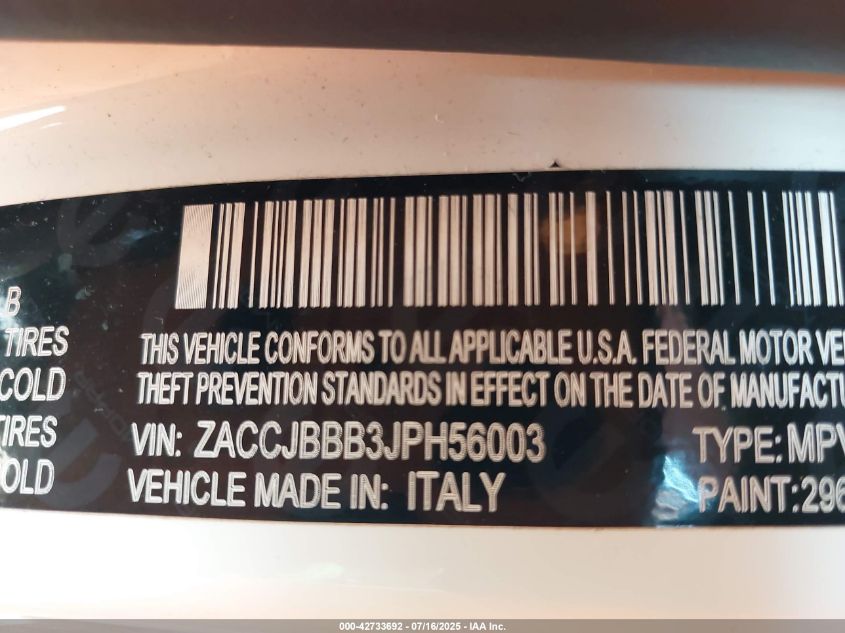 B
TIRES
COLD
TIRES
COLD
THIS VEHICLE CONFORMS TO ALL APPLICABLE U.S.A. FEDERAL MOTOR VE
THEFT PREVENTION STANDARDS IN EFFECT ON THE DATE OF MANUFACTU
VIN: ZACCJBBB3JPH56003 TYPE: MPV
VEHICLE MADE IN: ITALY PAINT: 296
000-42733692 - 07/16/2025 - IAA Inc.